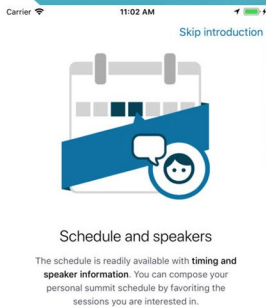 Carrier 11:02 AM
Skip introduction
Schedule and speakers
The schedule is readily available with timing and
speaker information. You can compose your
personal summit schedule by favoriting the
sessions you are interested in.